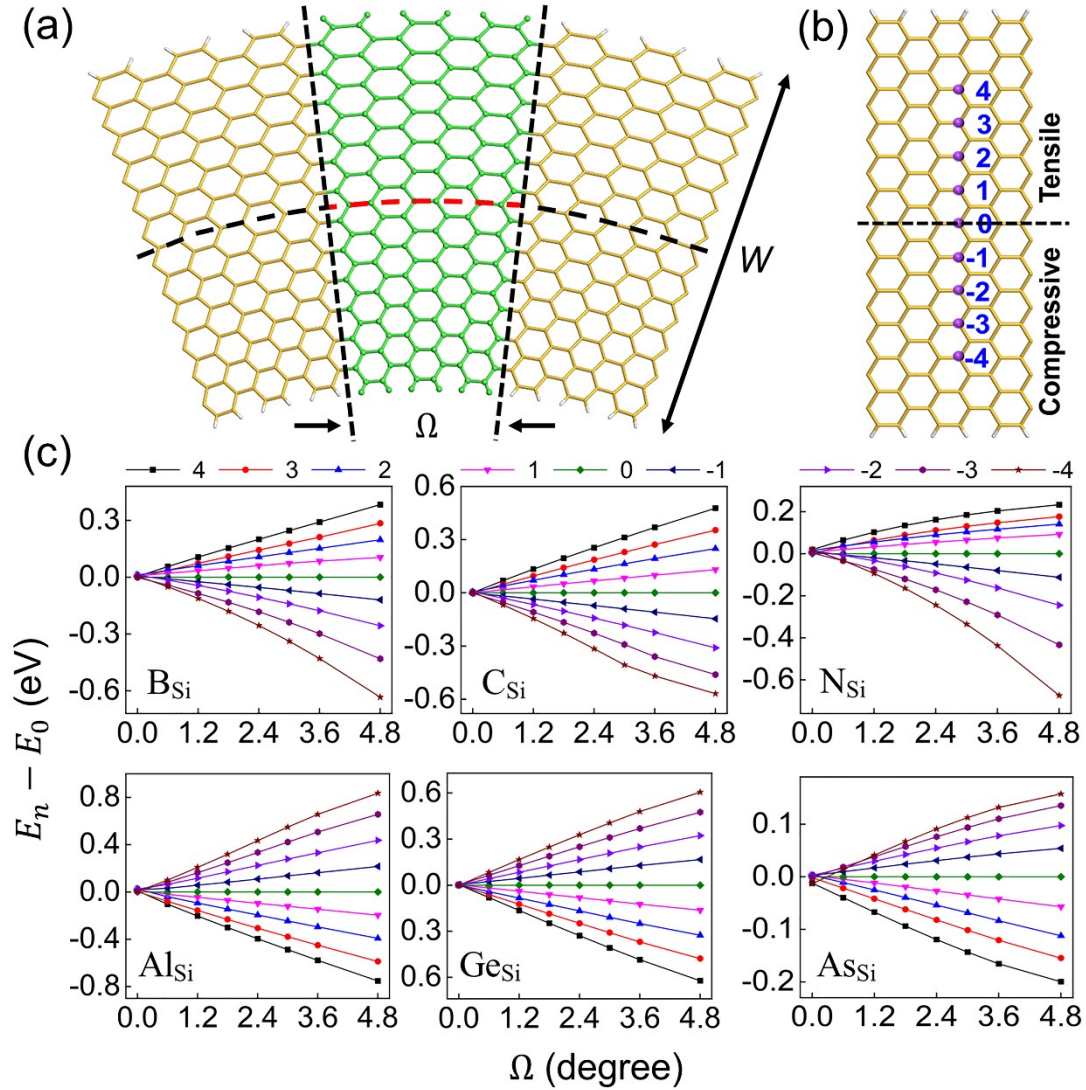 (a)
(b)
W
Ω
4
3
2
1
0
-1
-2
-3
-4
Tensile
Compressive
(c)
4 3 2 1 0 -1 -2 -3 -4
E_n − E_0 (eV)
0.3
0.0
-0.3
-0.6
B_Si
0.0 1.2 2.4 3.6 4.8
0.6
0.3
0.0
-0.3
-0.6
C_Si
0.0 1.2 2.4 3.6 4.8
0.2
0.0
-0.2
-0.4
-0.6
N_Si
0.0 1.2 2.4 3.6 4.8
0.8
0.4
0.0
-0.4
-0.8
Al_Si
0.0 1.2 2.4 3.6 4.8
0.6
0.3
0.0
0.3
0.6
Ge_Si
0.0 1.2 2.4 3.6 4.8
0.1
0.0
-0.1
-0.2
As_Si
0.0 1.2 2.4 3.6 4.8
Ω (degree)